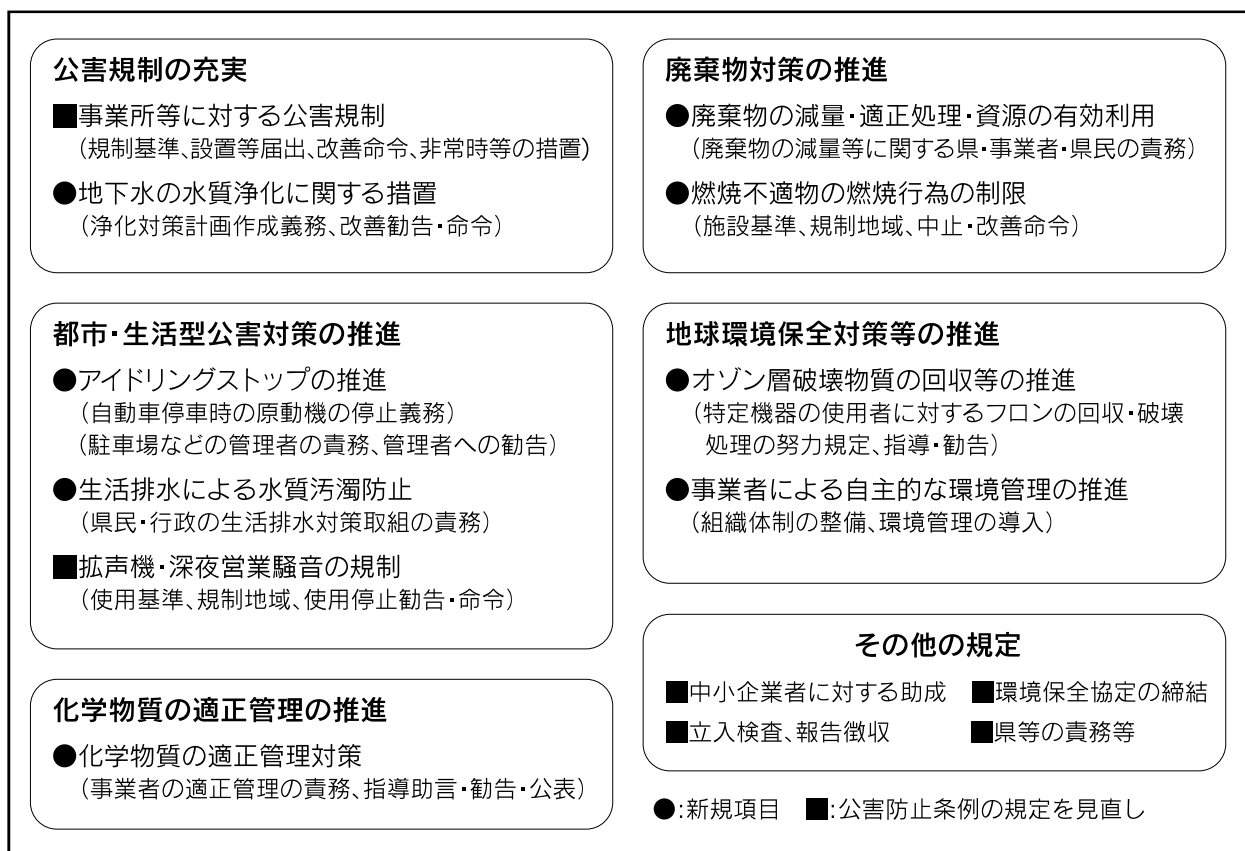 公害規制の充実
■事業所等に対する公害規制
(規制基準、設置等届出、改善命令、非常時等の措置)
●地下水の水質浄化に関する措置
(浄化対策計画作成義務、改善勧告・命令)
都市・生活型公害対策の推進
●アイドリングストップの推進
(自動車停車時の原動機の停止義務)
(駐車場などの管理者の責務、管理者への勧告)
●生活排水による水質汚濁防止
(県民・行政の生活排水対策取組の責務)
■拡声機・深夜営業騒音の規制
(使用基準、規制地域、使用停止勧告・命令)
化学物質の適正管理の推進
●化学物質の適正管理対策
(事業者の適正管理の責務、指導助言・勧告・公表)
廃棄物対策の推進
●廃棄物の減量・適正処理・資源の有効利用
(廃棄物の減量等に関する県・事業者・県民の責務)
●燃焼不適物の燃焼行為の制限
(施設基準、規制地域、中止・改善命令)
地球環境保全対策等の推進
●オゾン層破壊物質の回収等の推進
(特定機器の使用者に対するフロンの回収・破壊
処理の努力規定、指導・勧告)
●事業者による自主的な環境管理の推進
(組織体制の整備、環境管理の導入)
その他の規定
■中小企業者に対する助成 ■環境保全協定の締結
■立入検査、報告徴収 ■県等の責務等
●:新規項目 ■:公害防止条例の規定を見直し